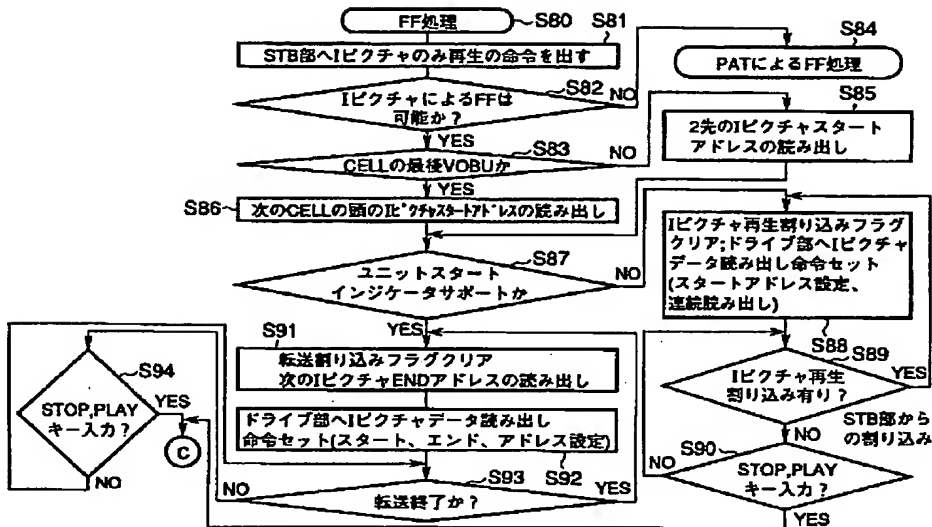 FF処理
S80
S81
STB部へIピクチャのみ再生の命令を出す
S84
PATによるFF処理
S82
IピクチャによるFFは
可能か？
NO
YES
S85
2先のIピクチャスタート
アドレスの読み出し
S83
CELLの最後VOBUか
NO
YES
S86
次のCELLの頭のIピクチャスタートアドレスの読み出し
S87
ユニットスタート
インジケータサポートか
NO
YES
Iピクチャ再生割り込みフラグ
クリア;ドライブ部へIピクチャ
データ読み出し命令セット
(スタートアドレス設定、
連続読み出し)
S88
S89
Iピクチャ再生
割り込み有り？
YES
NO
STB部から
の割り込み
S90
STOP,PLAY
キー入力？
NO
YES
S91
転送割り込みフラグクリア
次のIピクチャENDアドレスの読み出し
ドライブ部へIピクチャデータ読み出し
命令セット(スタート、エンド、アドレス設定)
S92
S93
転送終了か？
NO
YES
S94
STOP,PLAY
キー入力？
YES
NO
C